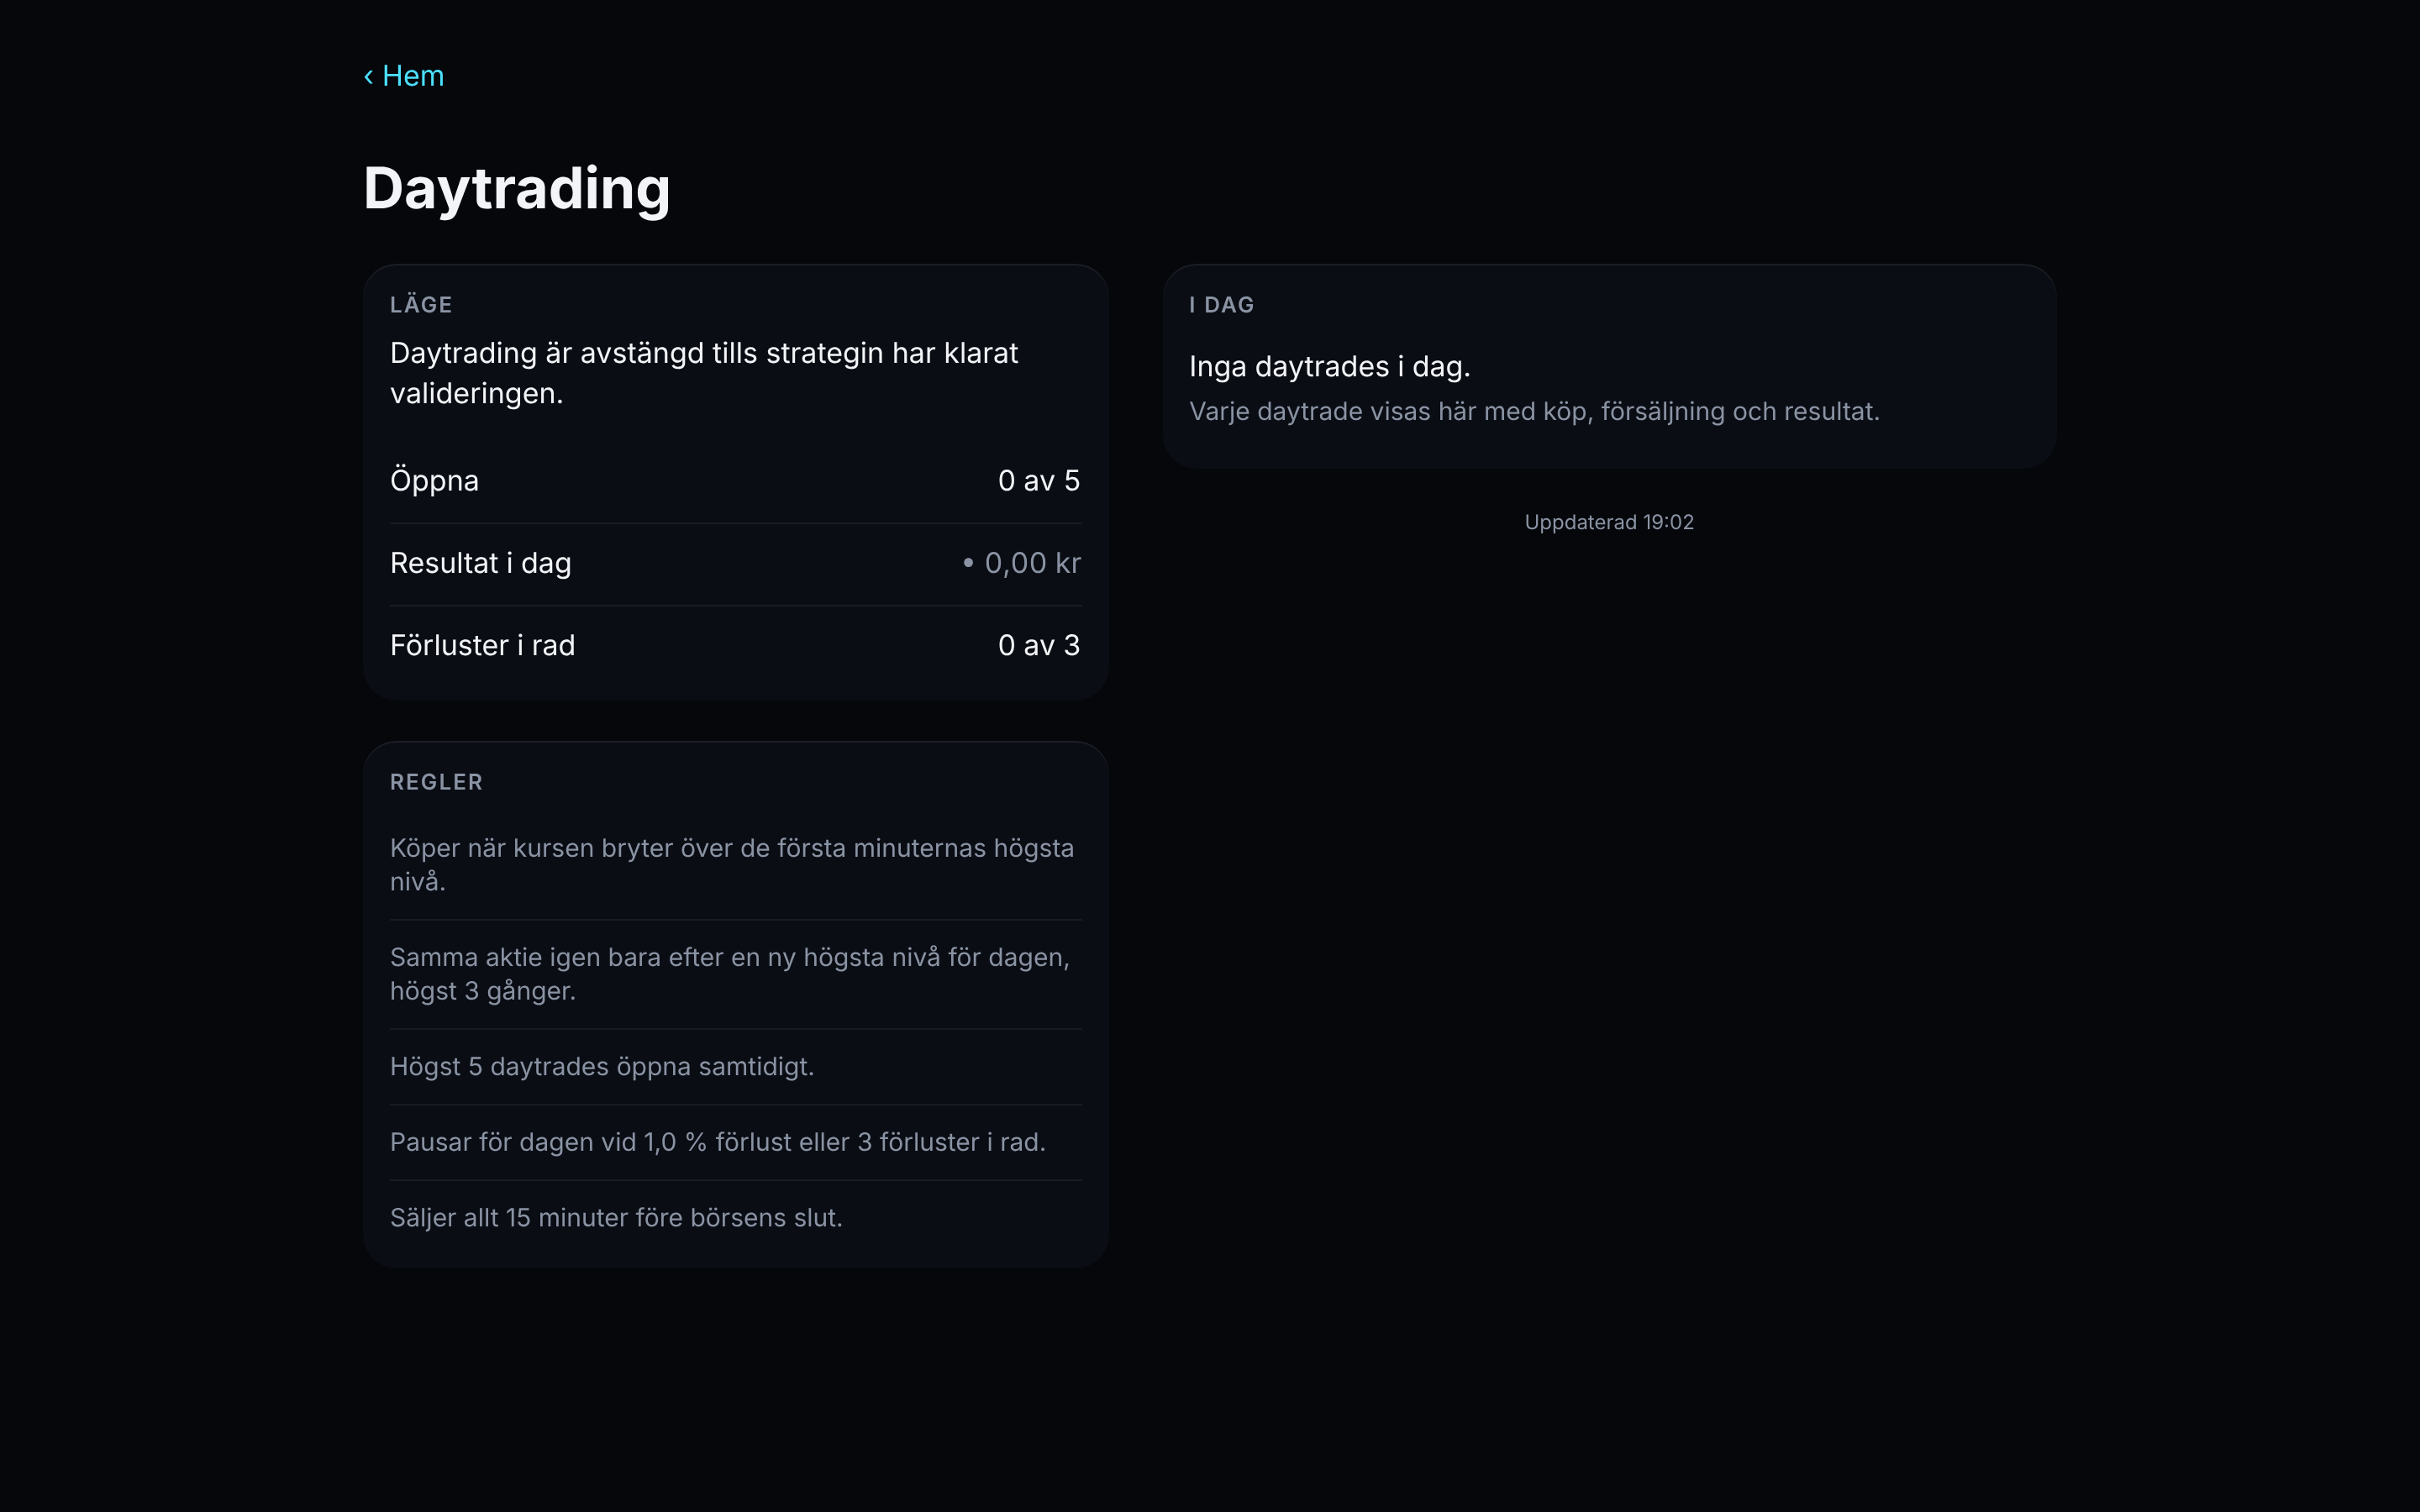 ‹ Hem
Daytrading
LÄGE
Daytrading är avstängd tills strategin har klarat
valideringen.
Öppna 0 av 5
Resultat i dag • 0,00 kr
Förluster i rad 0 av 3
REGLER
Köper när kursen bryter över de första minuternas högsta
nivå.
Samma aktie igen bara efter en ny högsta nivå för dagen,
högst 3 gånger.
Högst 5 daytrades öppna samtidigt.
Pausar för dagen vid 1,0 % förlust eller 3 förluster i rad.
Säljer allt 15 minuter före börsens slut.
I DAG
Inga daytrades i dag.
Varje daytrade visas här med köp, försäljning och resultat.
Uppdaterad 19:02